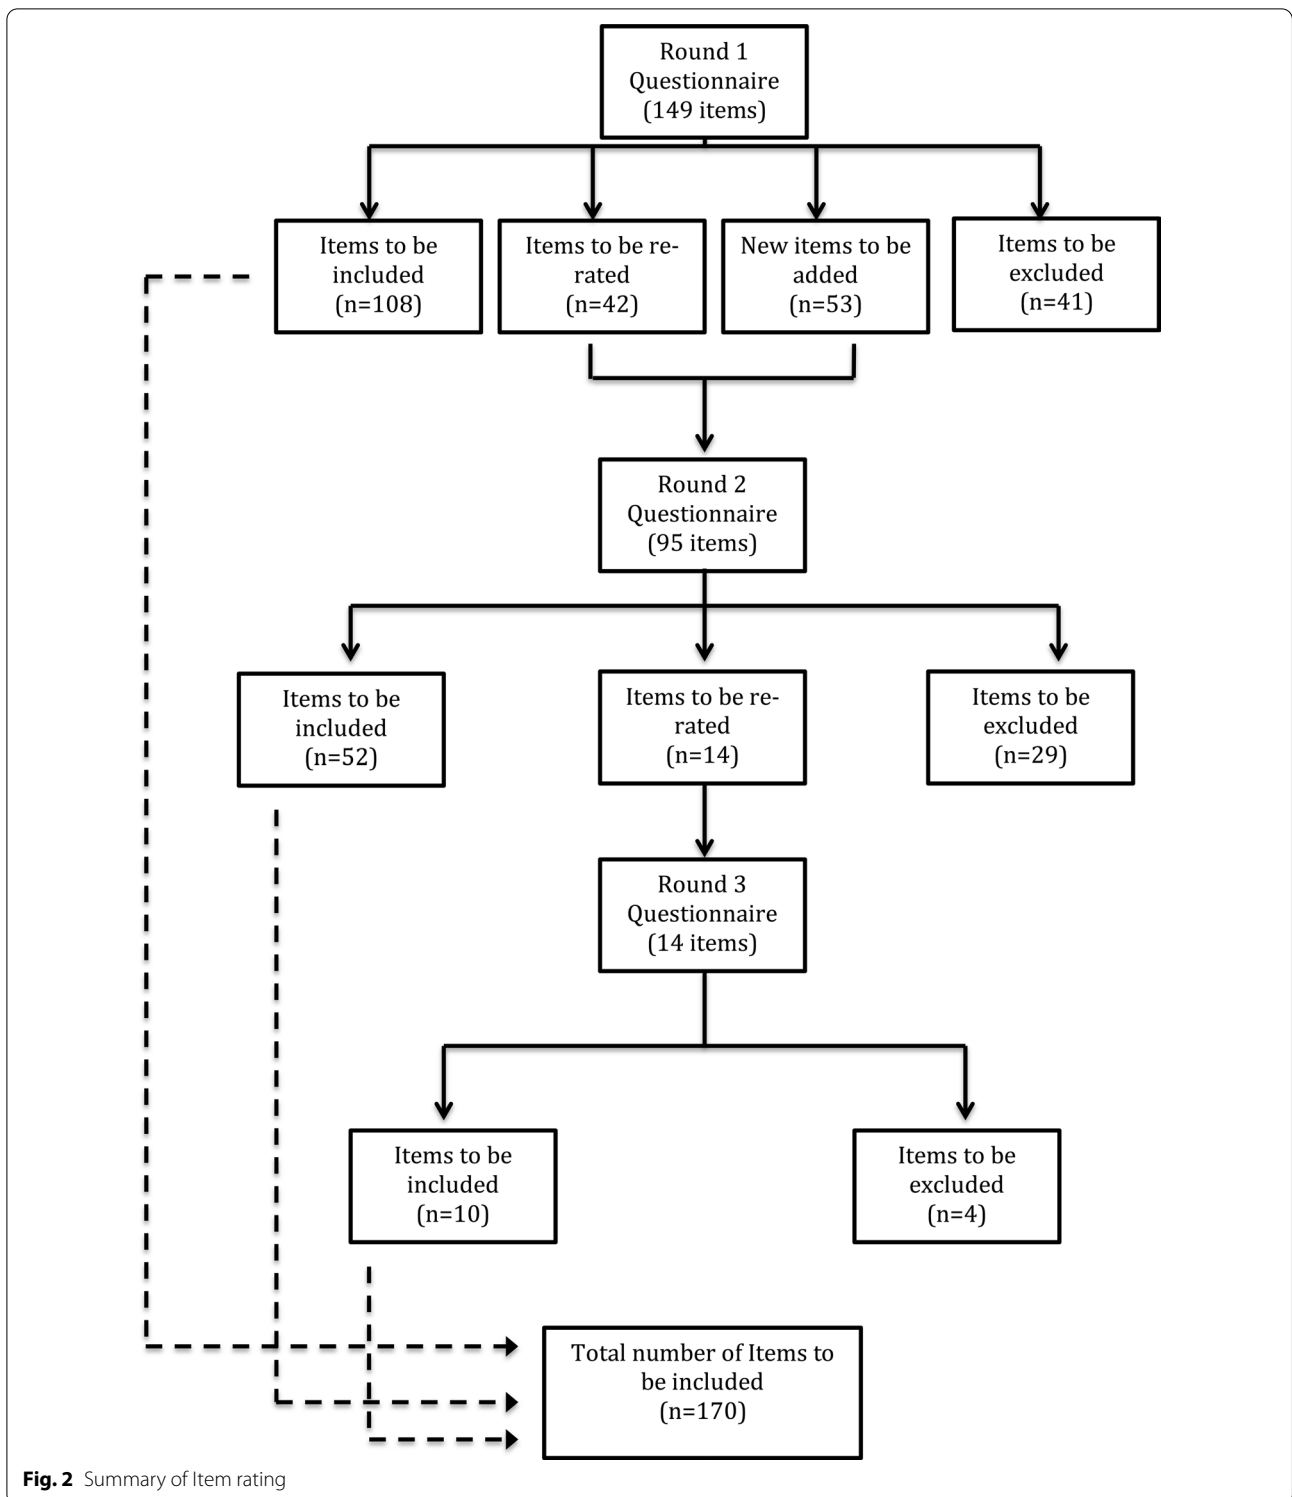 Round 1
Questionnaire
(149 items)
Items to be
included
(n=108)
Items to be re-
rated
(n=42)
New items to be
added
(n=53)
Items to be
excluded
(n=41)
Round 2
Questionnaire
(95 items)
Items to be
included
(n=52)
Items to be re-
rated
(n=14)
Items to be
excluded
(n=29)
Round 3
Questionnaire
(14 items)
Items to be
included
(n=10)
Items to be
excluded
(n=4)
Total number of Items to
be included
(n=170)
Fig. 2 Summary of Item rating